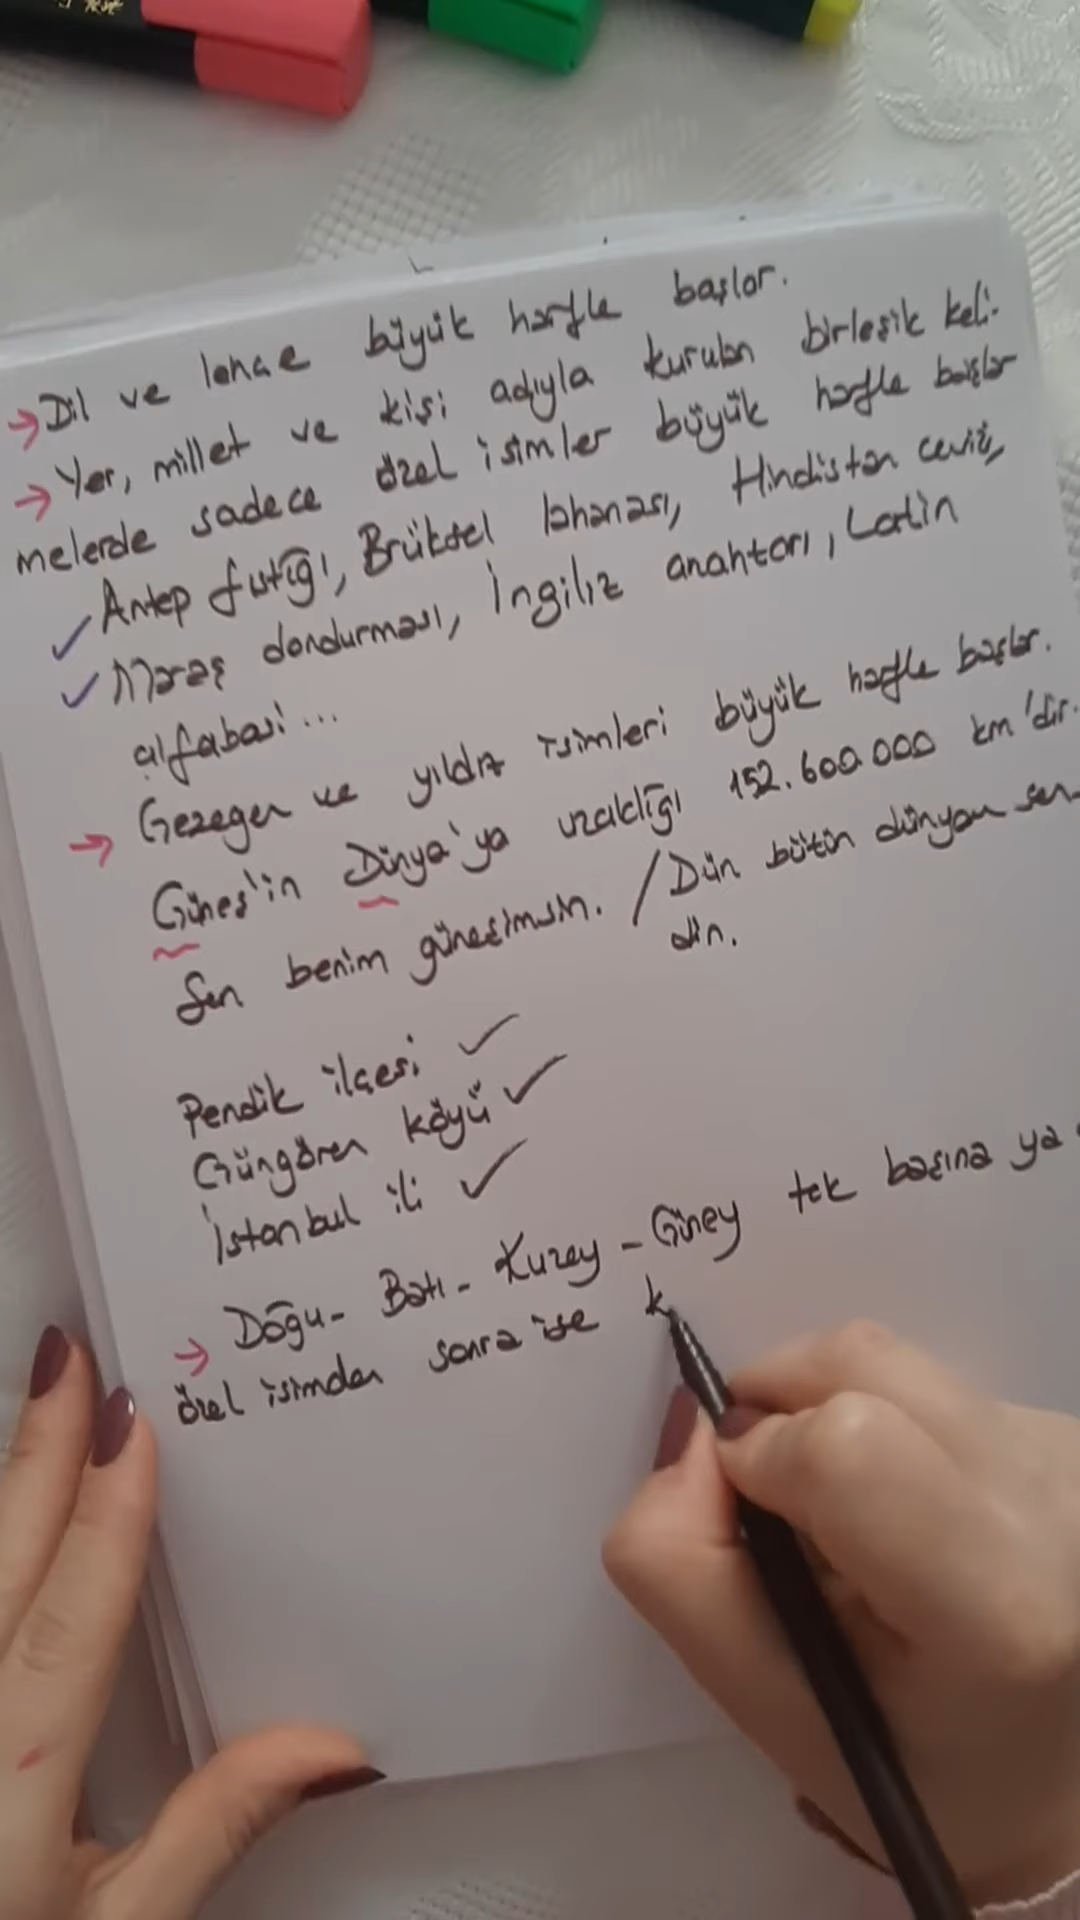 → Dil ve lehçe büyük harfle başlar.
→ Yer, millet ve kişi adıyla kurulan birleşik keli-
melerde sadece özel isimler büyük harfle başlar
✓ Antep fıstığı, Brüksel lahanası, Hindistan cevizi,
✓ Maraş dondurması, İngiliz anahtarı, Latin
alfabesi...
→ Gezegen ve yıldız isimleri büyük harfle başlar.
Güneş'in Dünya'ya uzaklığı 152.600.000 km'dir.
Sen benim güneşimsin. / Dün bütün dünyam sen-
din.
Pendik ilçesi ✓
Güngören köyü ✓
İstanbul ili ✓
→ Doğu - Batı - Kuzey - Güney tek başına ya
özel isimden sonra ise k